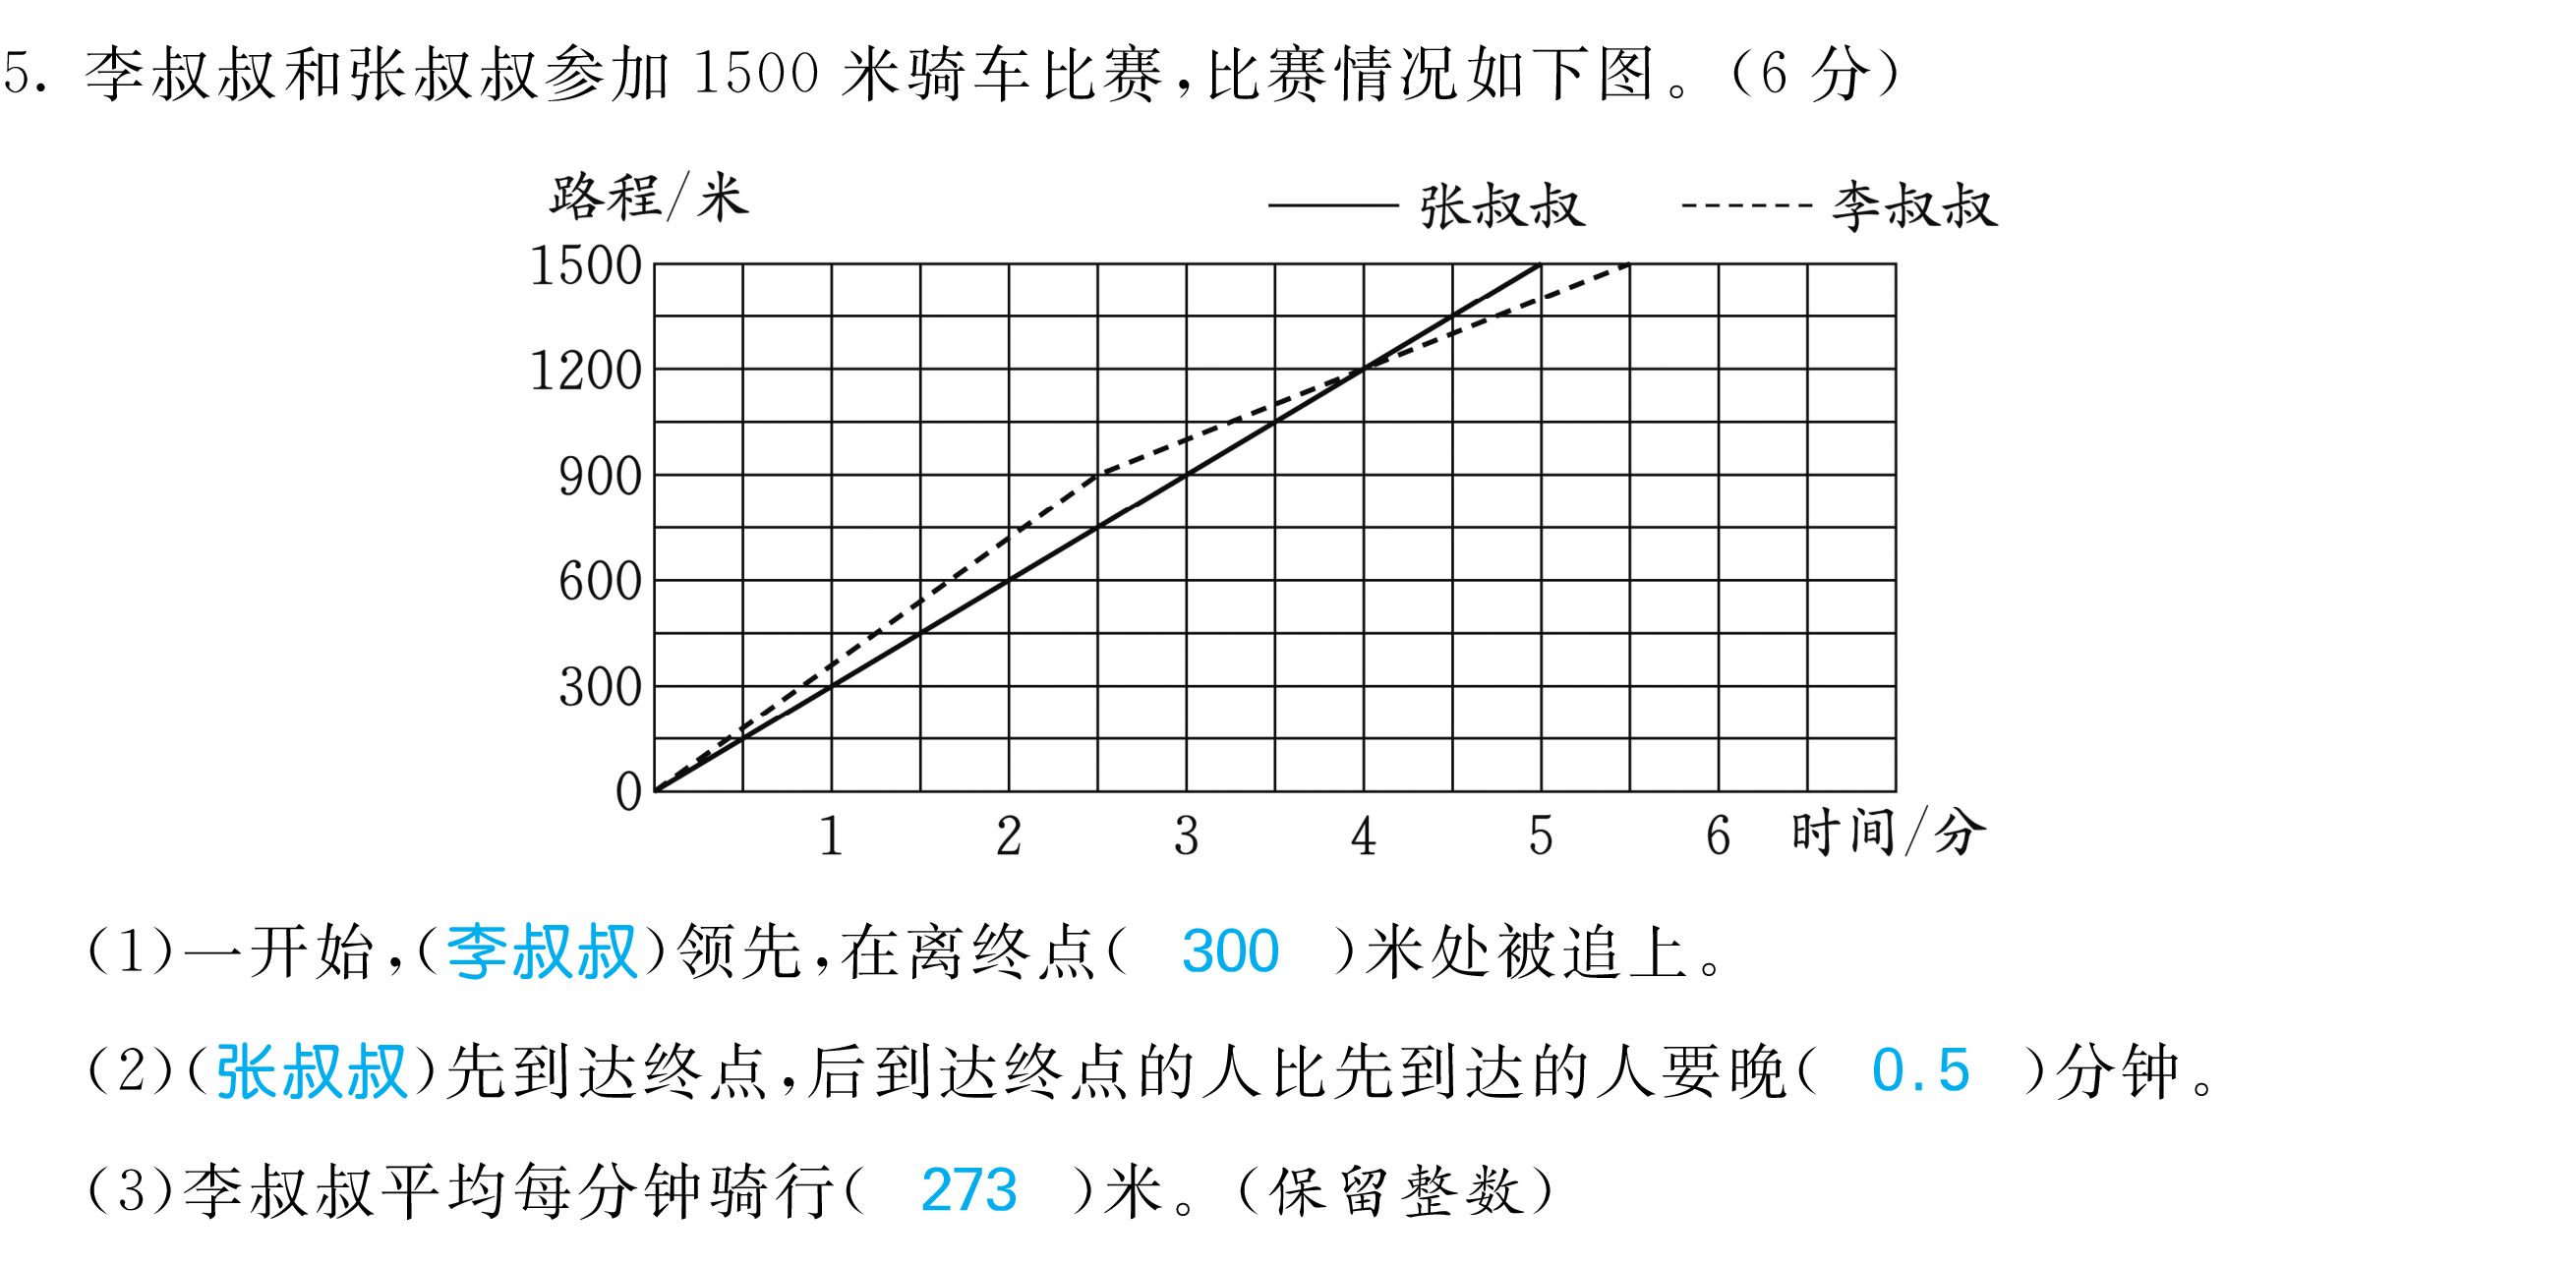 5. 李叔叔和张叔叔参加 1500 米骑车比赛,比赛情况如下图。(6 分)
路程/米
张叔叔 李叔叔
1500
1200
900
600
300
0
1 2 3 4 5 6 时间/分
(1)一开始,(李叔叔)领先,在离终点( 300 )米处被追上。
(2)(张叔叔)先到达终点,后到达终点的人比先到达的人要晚( 0.5 )分钟。
(3)李叔叔平均每分钟骑行( 273 )米。(保留整数)